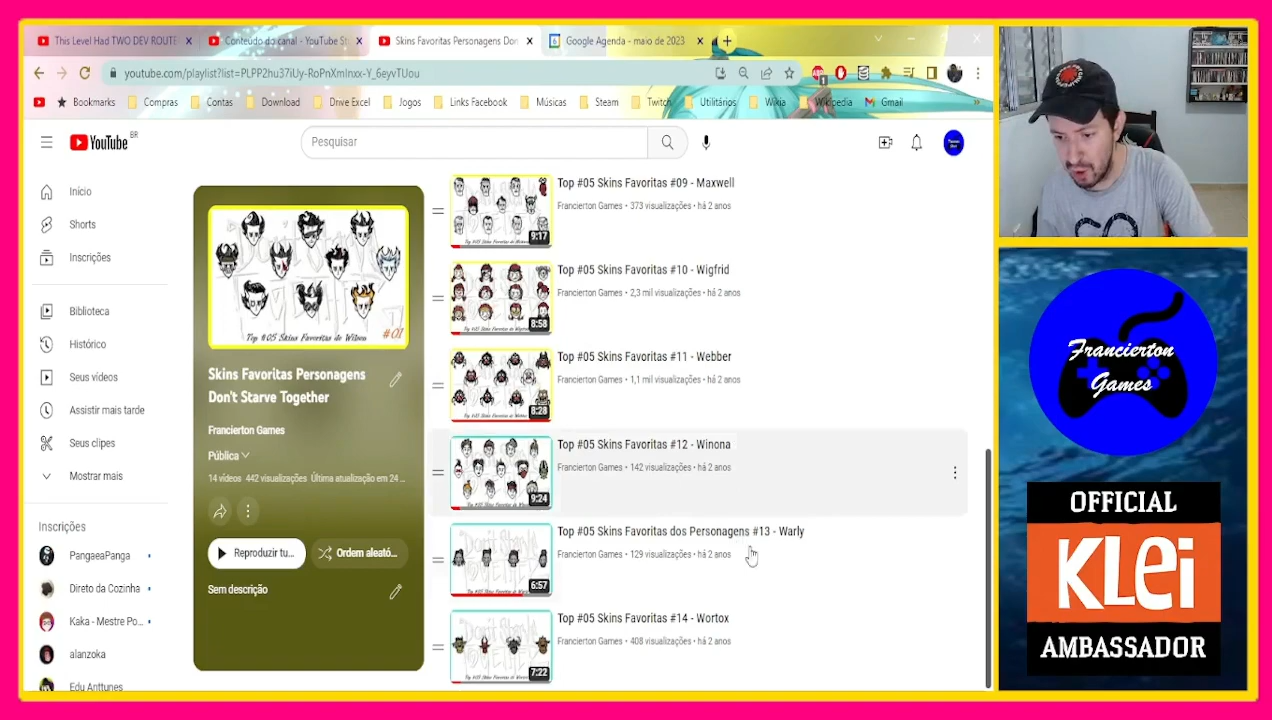 This Level Had TWO DEV ROUTE
Conteúdo do canal - YouTube St
Skins Favoritas Personagens Don
Google Agenda - maio de 2023
youtube.com/playlist?list=PLPP2hu37iUy-RoPnXmInxx-Y_6eyvTUou
Bookmarks Compras Contas Download Drive Excel Jogos Links Facebook Músicas Steam Twitch Utilitários Wikia Wikipedia Gmail
YouTube BR
Pesquisar
Início
Shorts
Inscrições
Biblioteca
Histórico
Seus vídeos
Assistir mais tarde
Seus clipes
Mostrar mais
Inscrições
PangaeaPanga
Direto da Cozinha
Kaka - Mestre Po...
alanzoka
Edu Anttunes
Top #05 Skins Favoritas do Wilson #01
Skins Favoritas Personagens
Don't Starve Together
Francierton Games
Pública
14 vídeos 442 visualizações Última atualização em 24 ...
Reproduzir tu...
Ordem aleató...
Sem descrição
9:17
Top #05 Skins Favoritas #09 - Maxwell
Francierton Games • 373 visualizações • há 2 anos
8:58
Top #05 Skins Favoritas #10 - Wigfrid
Francierton Games • 2,3 mil visualizações • há 2 anos
8:28
Top #05 Skins Favoritas #11 - Webber
Francierton Games • 1,1 mil visualizações • há 2 anos
9:24
Top #05 Skins Favoritas #12 - Winona
Francierton Games • 142 visualizações • há 2 anos
6:57
Top #05 Skins Favoritas dos Personagens #13 - Warly
Francierton Games • 129 visualizações • há 2 anos
7:22
Top #05 Skins Favoritas #14 - Wortox
Francierton Games • 408 visualizações • há 2 anos
Francierton
Games
OFFICIAL
KLei
AMBASSADOR